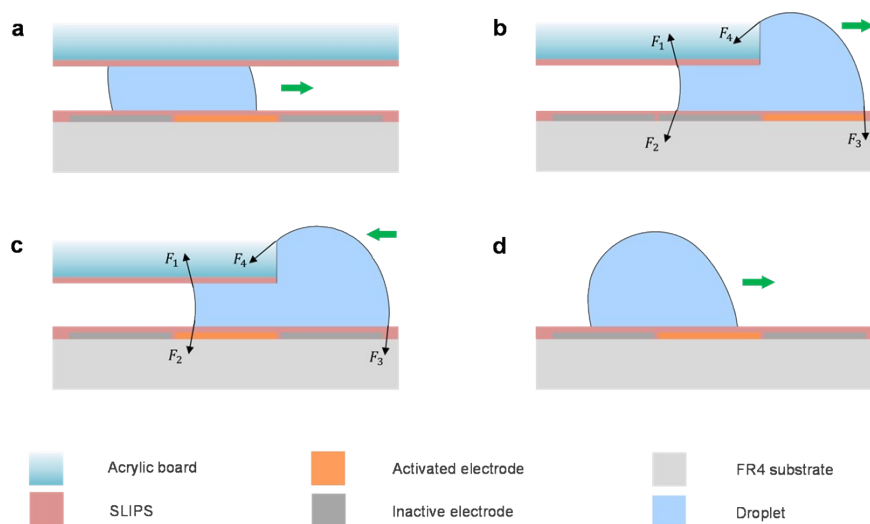 a
b
F₁
F₄
F₂
F₃
c
d
F₁
F₄
F₂
F₃
Acrylic board
Activated electrode
FR4 substrate
SLIPS
Inactive electrode
Droplet